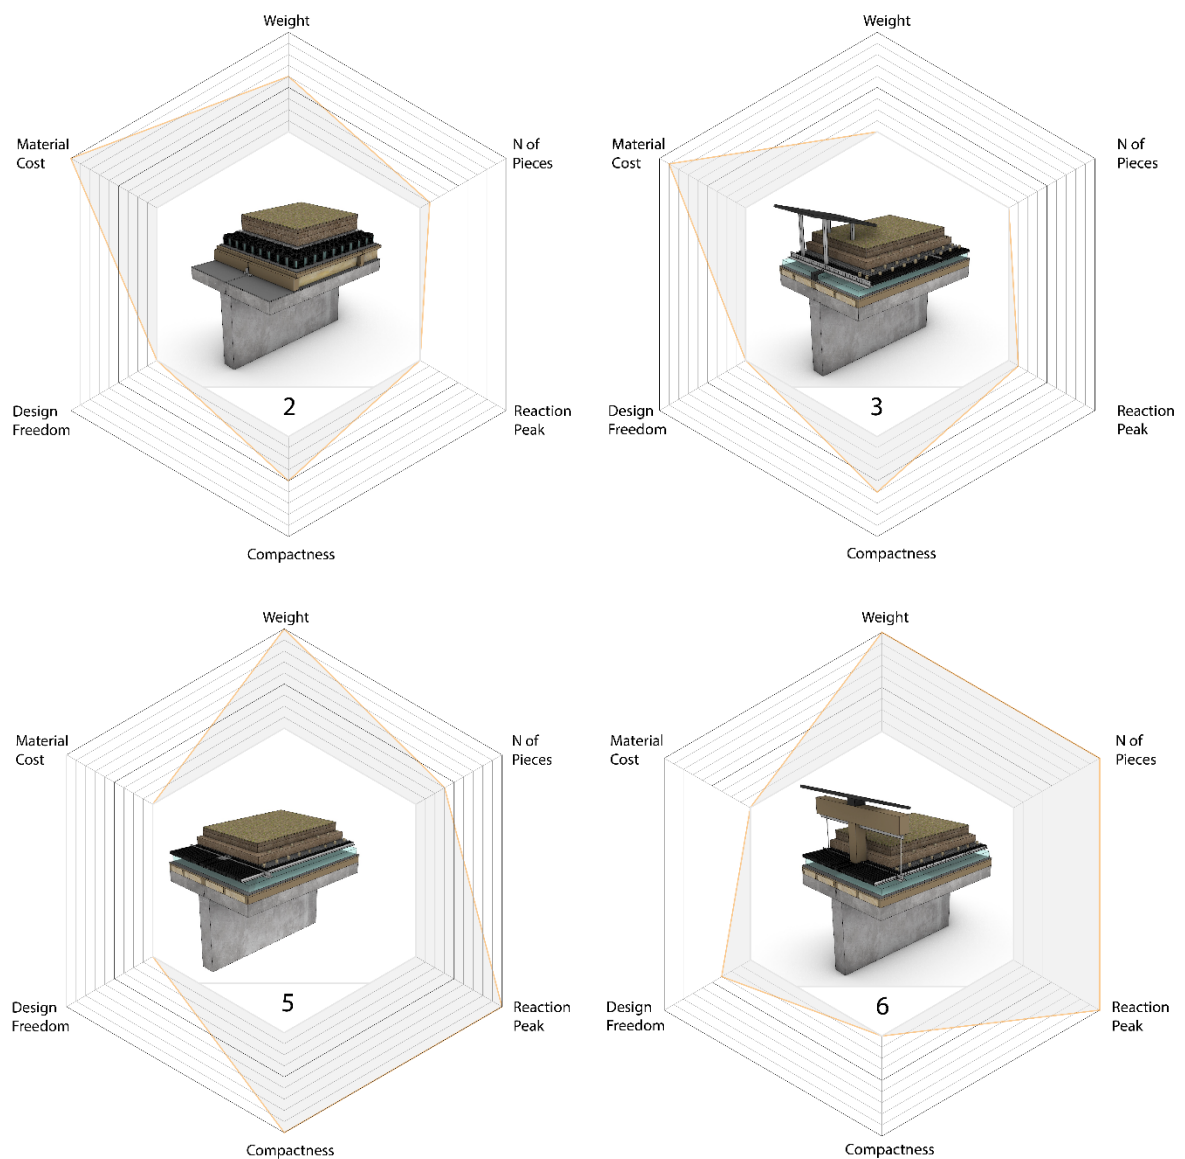 Weight
Weight
Material
Cost
N of
Pieces
Material
Cost
N of
Pieces
2
3
Design
Freedom
Reaction
Peak
Design
Freedom
Reaction
Peak
Compactness
Compactness
Weight
Weight
Material
Cost
N of
Pieces
Material
Cost
N of
Pieces
5
6
Design
Freedom
Reaction
Peak
Design
Freedom
Reaction
Peak
Compactness
Compactness